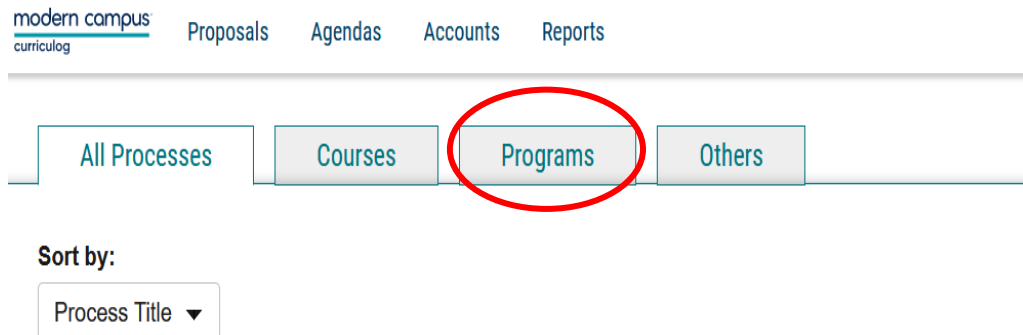 modern campus
curriculog
Proposals Agendas Accounts Reports
All Processes Courses Programs Others
Sort by:
Process Title